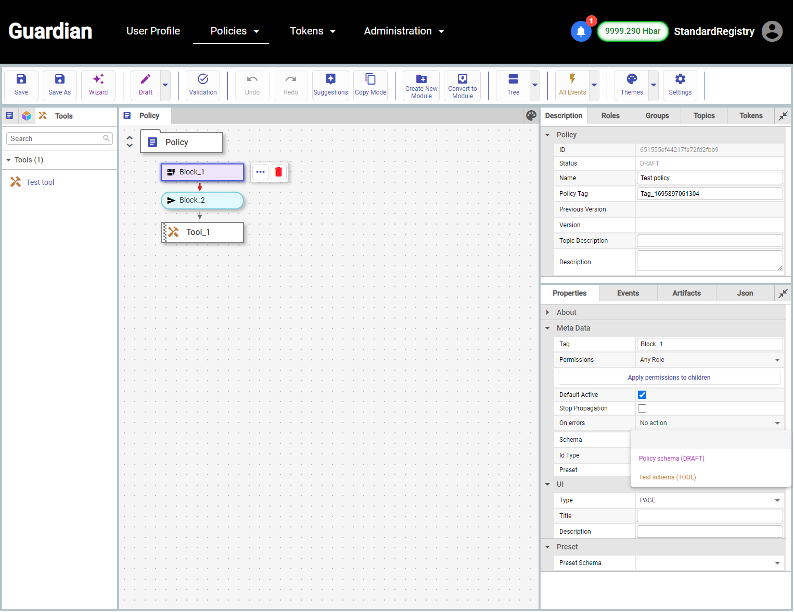 Guardian
User Profile
Policies
Tokens
Administration
1
9999.290 Hbar
StandardRegistry
Save
Save As
Wizard
Draft
Validation
Undo
Redo
Suggestions
Copy Mode
Create New
Module
Convert to
Module
Tree
All Events
Themes
Settings
Tools
Search
Tools (1)
Test tool
Policy
Policy
Block_1
Block_2
Tool_1
Description
Roles
Groups
Topics
Tokens
Policy
ID
Status
DRAFT
Name
Test policy
Policy Tag
Tag_1695897061304
Previous Version
Version
Topic Description
Description
Properties
Events
Artifacts
Json
About
Meta Data
Tag
Block_1
Permissions
Any Role
Apply permissions to children
Default Active
Stop Propagation
On errors
No action
Schema
Id Type
Preset
Policy schema (DRAFT)
Test schema (TOOL)
UI
Type
PAGE
Title
Description
Preset
Preset Schema